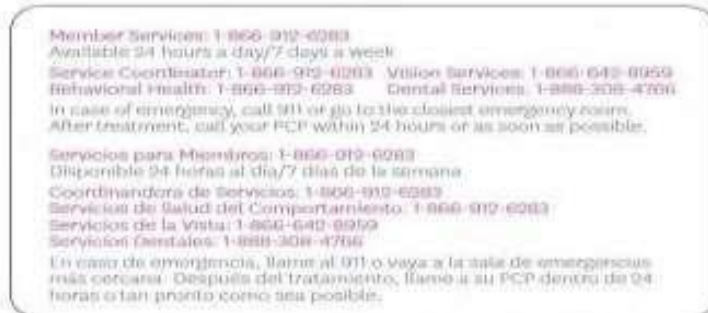 Member Services: 1-866-912-6283
Available 24 hours a day/7 days a week
Service Coordinator: 1-866-912-6283 Vision Services: 1-866-642-8959
Behavioral Health: 1-866-912-6283 Dental Services: 1-888-308-4766
In case of emergency, call 911 or go to the closest emergency room.
After treatment, call your PCP within 24 hours or as soon as possible.
Servicios para Miembros: 1-866-912-6283
Disponible 24 horas al día/7 días de la semana
Coordinandora de Servicios: 1-866-912-6283
Servicios de Salud del Comportamiento: 1-866-912-6283
Servicios de la Vista: 1-866-642-8959
Servicios Dentales: 1-888-308-4766
En caso de emergencia, llame al 911 o vaya a la sala de emergencias
más cercana. Después del tratamiento, llame a su PCP dentro de 24
horas o tan pronto como sea posible.